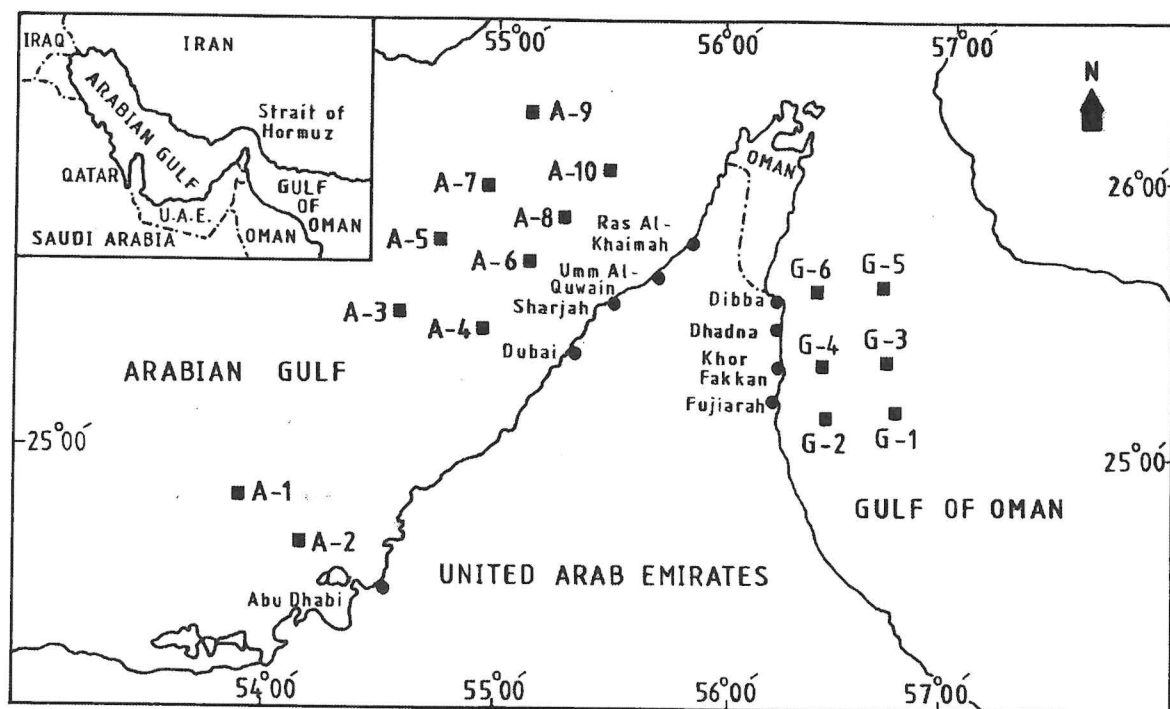 IRAQ
IRAN
ARABIAN GULF
Strait of
Hormuz
QATAR
U.A.E.
GULF
OF
OMAN
SAUDI ARABIA
OMAN
55°00′
56°00′
57°00′
N
A-9
A-10
A-7
A-8
A-5
A-6
A-3
A-4
OMAN
26°00′
Ras Al-
Khaimah
Umm Al-
Quwain
Sharjah
Dubai
G-6
G-5
Dibba
Dhadna
G-4
G-3
Khor
Fakkan
Fujiarah
G-2
G-1
ARABIAN GULF
25°00′
25°00′
A-1
A-2
GULF OF OMAN
UNITED ARAB EMIRATES
Abu Dhabi
54°00′
55°00′
56°00′
57°00′